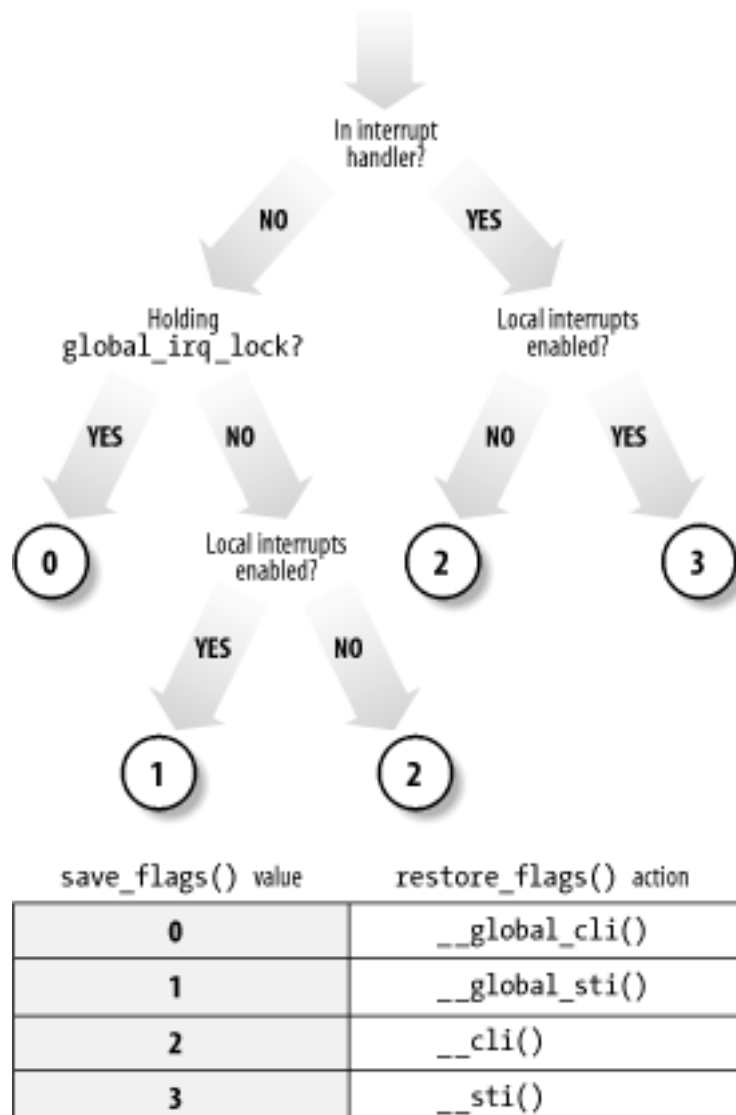 In interrupt
handler?
NO
YES
Holding
global_irq_lock?
Local interrupts
enabled?
YES
NO
NO
YES
0
Local interrupts
enabled?
2
3
YES
NO
1
2
save_flags() value restore_flags() action
0 __global_cli()
1 __global_sti()
2 __cli()
3 __sti()